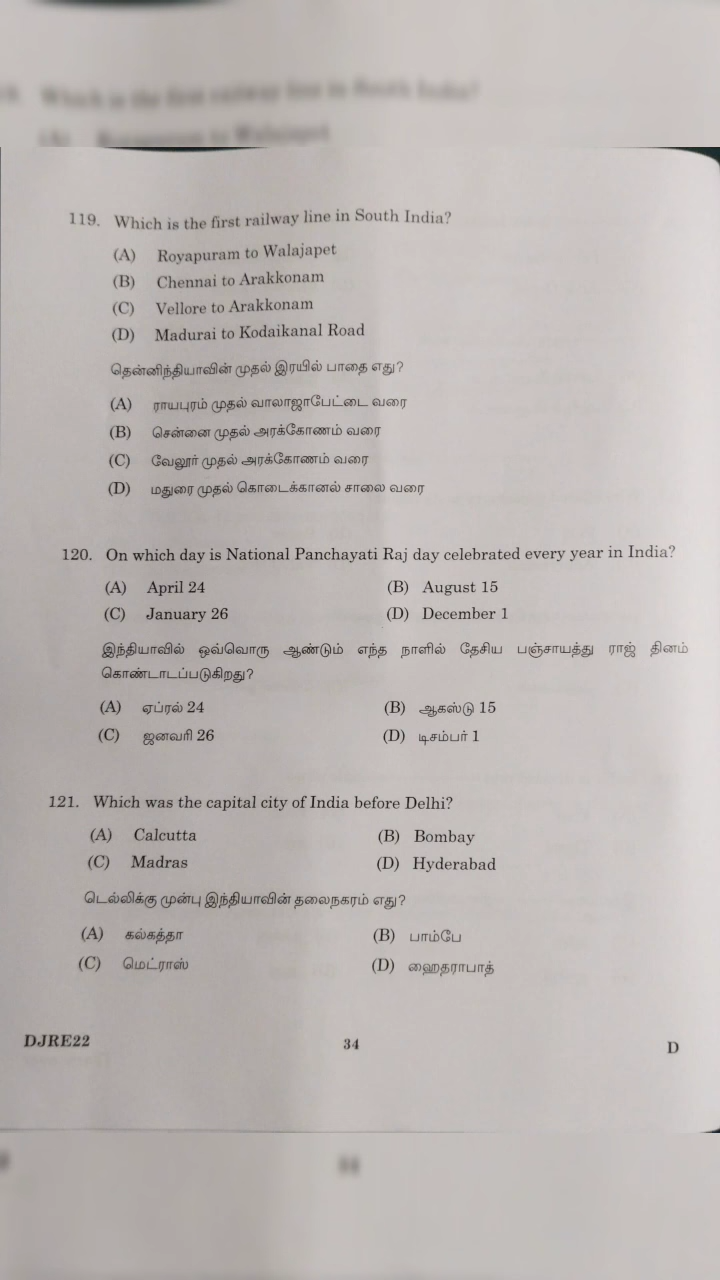 119. Which is the first railway line in South India?
(A) Royapuram to Walajapet
(B) Chennai to Arakkonam
(C) Vellore to Arakkonam
(D) Madurai to Kodaikanal Road
தென்னிந்தியாவின் முதல் இரயில் பாதை எது?
(A) ராயபுரம் முதல் வாலாஜாபேட்டை வரை
(B) சென்னை முதல் அரக்கோணம் வரை
(C) வேலூர் முதல் அரக்கோணம் வரை
(D) மதுரை முதல் கொடைக்கானல் சாலை வரை
120. On which day is National Panchayati Raj day celebrated every year in India?
(A) April 24 (B) August 15
(C) January 26 (D) December 1
இந்தியாவில் ஒவ்வொரு ஆண்டும் எந்த நாளில் தேசிய பஞ்சாயத்து ராஜ் தினம்
கொண்டாடப்படுகிறது?
(A) ஏப்ரல் 24 (B) ஆகஸ்டு 15
(C) ஜனவரி 26 (D) டிசம்பர் 1
121. Which was the capital city of India before Delhi?
(A) Calcutta (B) Bombay
(C) Madras (D) Hyderabad
டெல்லிக்கு முன்பு இந்தியாவின் தலைநகரம் எது?
(A) கல்கத்தா (B) பாம்பே
(C) மெட்ராஸ் (D) ஹைதராபாத்
DJRE22 34 D